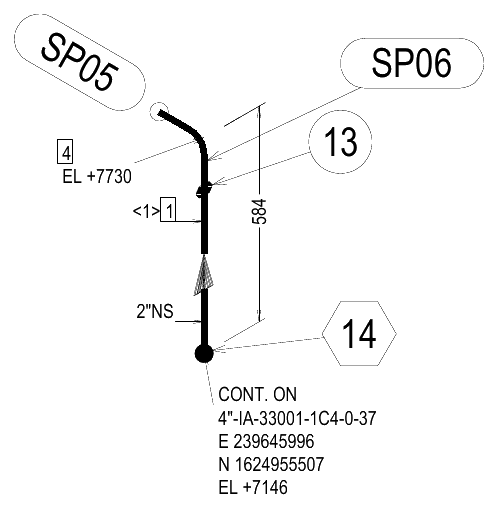 SP05
SP06
13
4
EL +7730
<1> 1
584
2"NS
14
CONT. ON
4"-IA-33001-1C4-0-37
E 239645996
N 1624955507
EL +7146